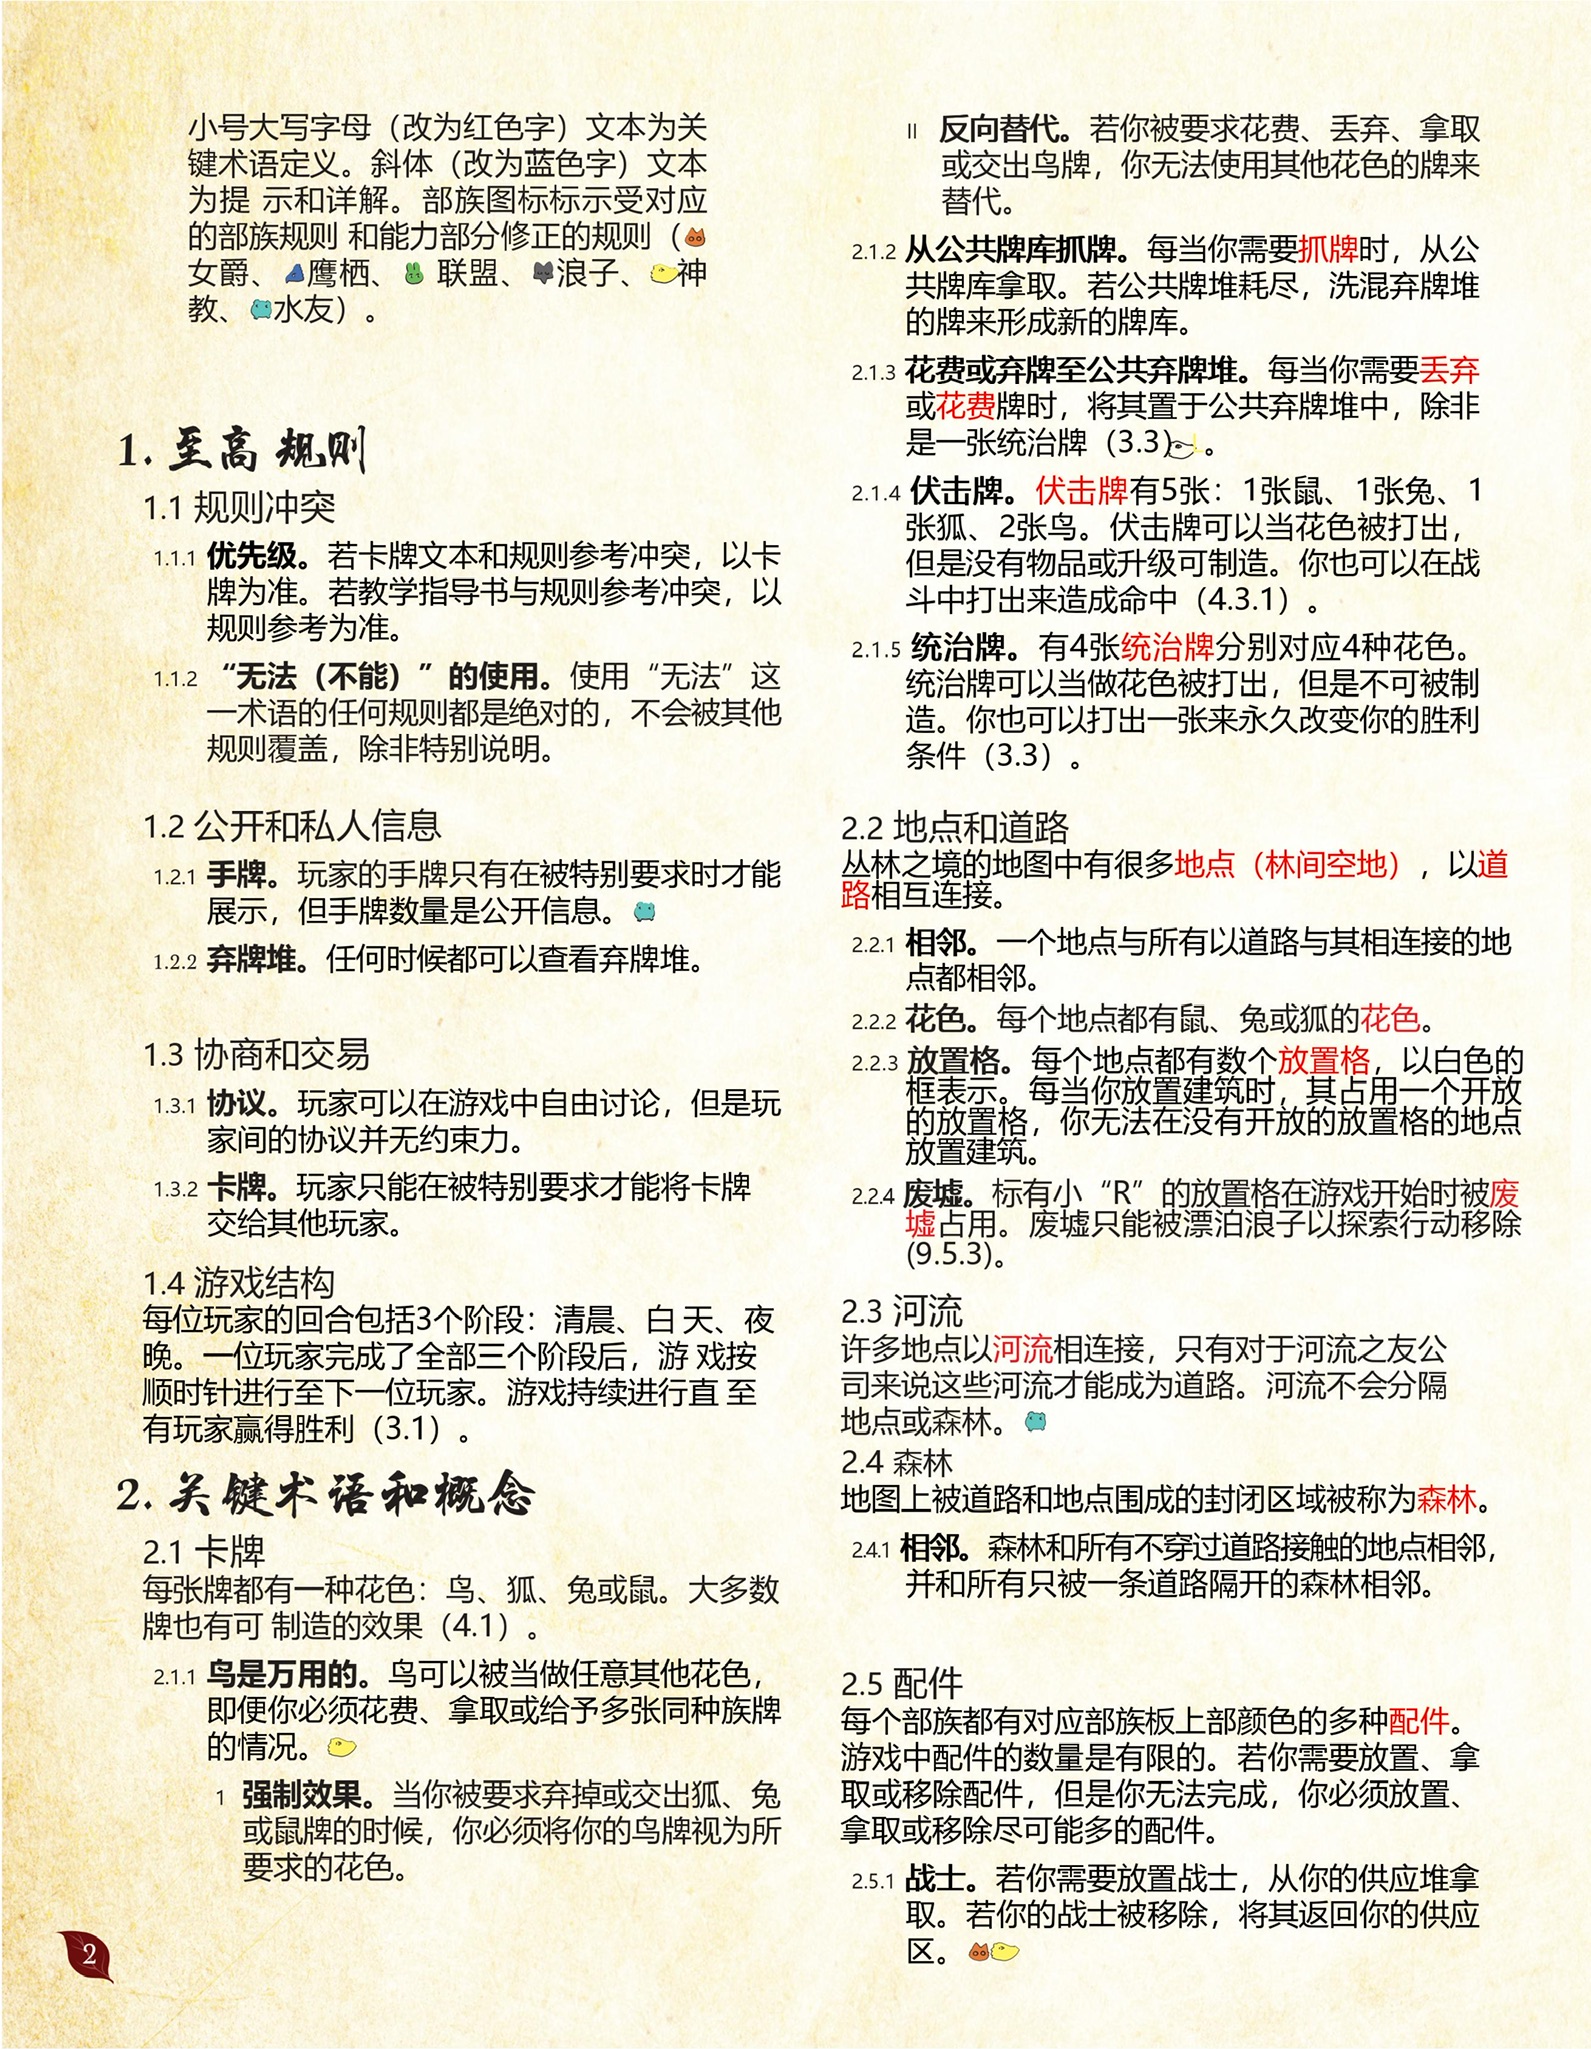 小号大写字母（改为红色字）文本为关
键术语定义。斜体（改为蓝色字）文本
为提 示和详解。部族图标标示受对应
的部族规则 和能力部分修正的规则（
女爵、鹰栖、 联盟、浪子、神
教、水友）。
1. 至高 规则
1.1 规则冲突
1.1.1 优先级。若卡牌文本和规则参考冲突，以卡
牌为准。若教学指导书与规则参考冲突，以
规则参考为准。
1.1.2 “无法（不能）”的使用。使用“无法”这
一术语的任何规则都是绝对的，不会被其他
规则覆盖，除非特别说明。
1.2 公开和私人信息
1.2.1 手牌。玩家的手牌只有在被特别要求时才能
展示，但手牌数量是公开信息。
1.2.2 弃牌堆。任何时候都可以查看弃牌堆。
1.3 协商和交易
1.3.1 协议。玩家可以在游戏中自由讨论，但是玩
家间的协议并无约束力。
1.3.2 卡牌。玩家只能在被特别要求才能将卡牌
交给其他玩家。
1.4 游戏结构
每位玩家的回合包括3个阶段：清晨、白 天、夜
晚。一位玩家完成了全部三个阶段后，游 戏按
顺时针进行至下一位玩家。游戏持续进行直 至
有玩家赢得胜利（3.1）。
2. 关键术语和概念
2.1 卡牌
每张牌都有一种花色：鸟、狐、兔或鼠。大多数
牌也有可 制造的效果（4.1）。
2.1.1 鸟是万用的。鸟可以被当做任意其他花色，
即便你必须花费、拿取或给予多张同种族牌
的情况。
1 强制效果。当你被要求弃掉或交出狐、兔
或鼠牌的时候，你必须将你的鸟牌视为所
要求的花色。
2
II 反向替代。若你被要求花费、丢弃、拿取
或交出鸟牌，你无法使用其他花色的牌来
替代。
2.1.2 从公共牌库抓牌。每当你需要抓牌时，从公
共牌库拿取。若公共牌堆耗尽，洗混弃牌堆
的牌来形成新的牌库。
2.1.3 花费或弃牌至公共弃牌堆。每当你需要丢弃
或花费牌时，将其置于公共弃牌堆中，除非
是一张统治牌（3.3）。
2.1.4 伏击牌。伏击牌有5张：1张鼠、1张兔、1
张狐、2张鸟。伏击牌可以当花色被打出，
但是没有物品或升级可制造。你也可以在战
斗中打出来造成命中（4.3.1）。
2.1.5 统治牌。有4张统治牌分别对应4种花色。
统治牌可以当做花色被打出，但是不可被制
造。你也可以打出一张来永久改变你的胜利
条件（3.3）。
2.2 地点和道路
丛林之境的地图中有很多地点（林间空地），以道
路相互连接。
2.2.1 相邻。一个地点与所有以道路与其相连接的地
点都相邻。
2.2.2 花色。每个地点都有鼠、兔或狐的花色。
2.2.3 放置格。每个地点都有数个放置格，以白色的
框表示。每当你放置建筑时，其占用一个开放
的放置格，你无法在没有开放的放置格的地点
放置建筑。
2.2.4 废墟。标有小“R”的放置格在游戏开始时被废
墟占用。废墟只能被漂泊浪子以探索行动移除
(9.5.3)。
2.3 河流
许多地点以河流相连接，只有对于河流之友公
司来说这些河流才能成为道路。河流不会分隔
地点或森林。
2.4 森林
地图上被道路和地点围成的封闭区域被称为森林。
2.4.1 相邻。森林和所有不穿过道路接触的地点相邻，
并和所有只被一条道路隔开的森林相邻。
2.5 配件
每个部族都有对应部族板上部颜色的多种配件。
游戏中配件的数量是有限的。若你需要放置、拿
取或移除配件，但是你无法完成，你必须放置、
拿取或移除尽可能多的配件。
2.5.1 战士。若你需要放置战士，从你的供应堆拿
取。若你的战士被移除，将其返回你的供应
区。